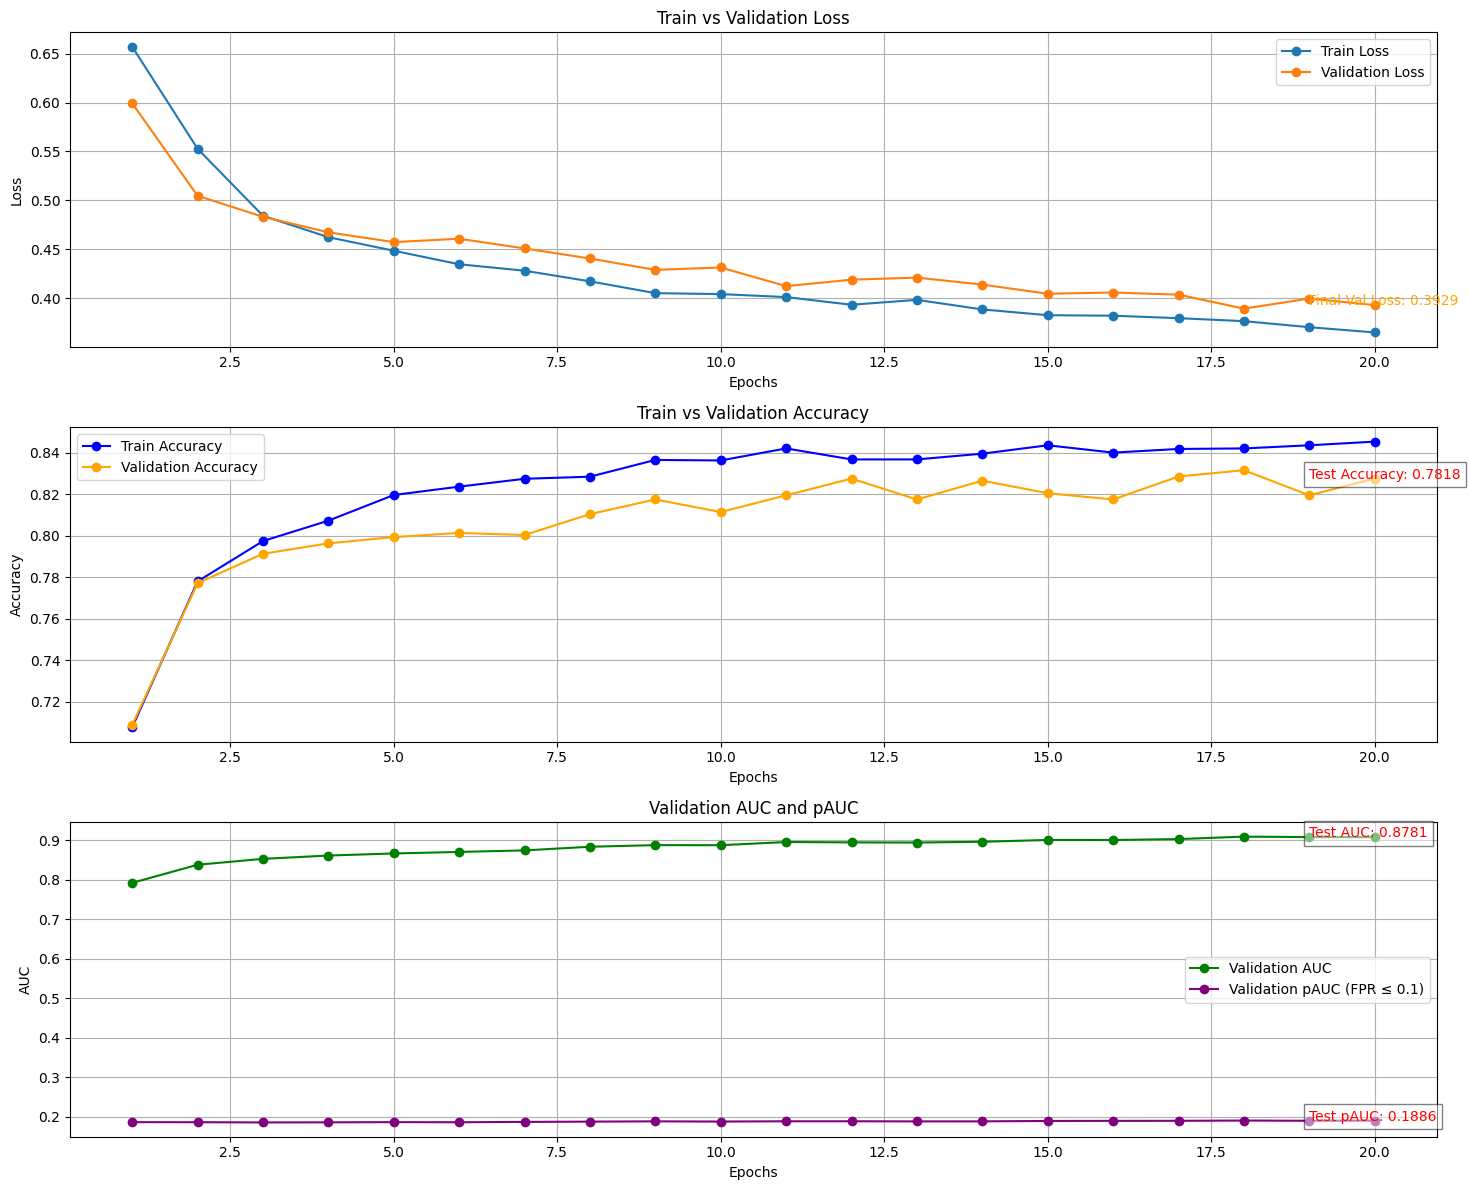 Train vs Validation Loss
Train Loss
Validation Loss
0.65
0.60
0.55
0.50
0.45
0.40
Loss
Final Val Loss: 0.3929
2.5 5.0 7.5 10.0 12.5 15.0 17.5 20.0
Epochs
Train vs Validation Accuracy
Train Accuracy
Validation Accuracy
0.84
0.82
0.80
0.78
0.76
0.74
0.72
Accuracy
Test Accuracy: 0.7818
2.5 5.0 7.5 10.0 12.5 15.0 17.5 20.0
Epochs
Validation AUC and pAUC
0.9
0.8
0.7
0.6
0.5
0.4
0.3
0.2
AUC
Test AUC: 0.8781
Validation AUC
Validation pAUC (FPR ≤ 0.1)
Test pAUC: 0.1886
2.5 5.0 7.5 10.0 12.5 15.0 17.5 20.0
Epochs